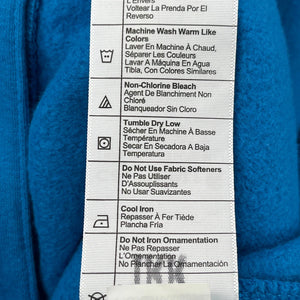 L'Envers
Voltear La Prenda Por El
Reverso
Machine Wash Warm Like
Colors
Laver En Machine À Chaud,
Séparer Les Couleurs
Lavar A Máquina En Agua
Tibia, Con Colores Similares
Non-Chlorine Bleach
Agent De Blanchiment Non
Chloré
Blanqueador Sin Cloro
Tumble Dry Low
Sécher En Machine À Basse
Température
Secar En Secadora A Baja
Temperatura
Do Not Use Fabric Softeners
Ne Pas Utiliser
D'Assouplissants
No Usar Suavizantes
Cool Iron
Repasser À Fer Tiède
Plancha Fria
Do Not Iron Ornamentation
Ne Pas Repasser
L'Ornementation
No Planchar La Ornamentación